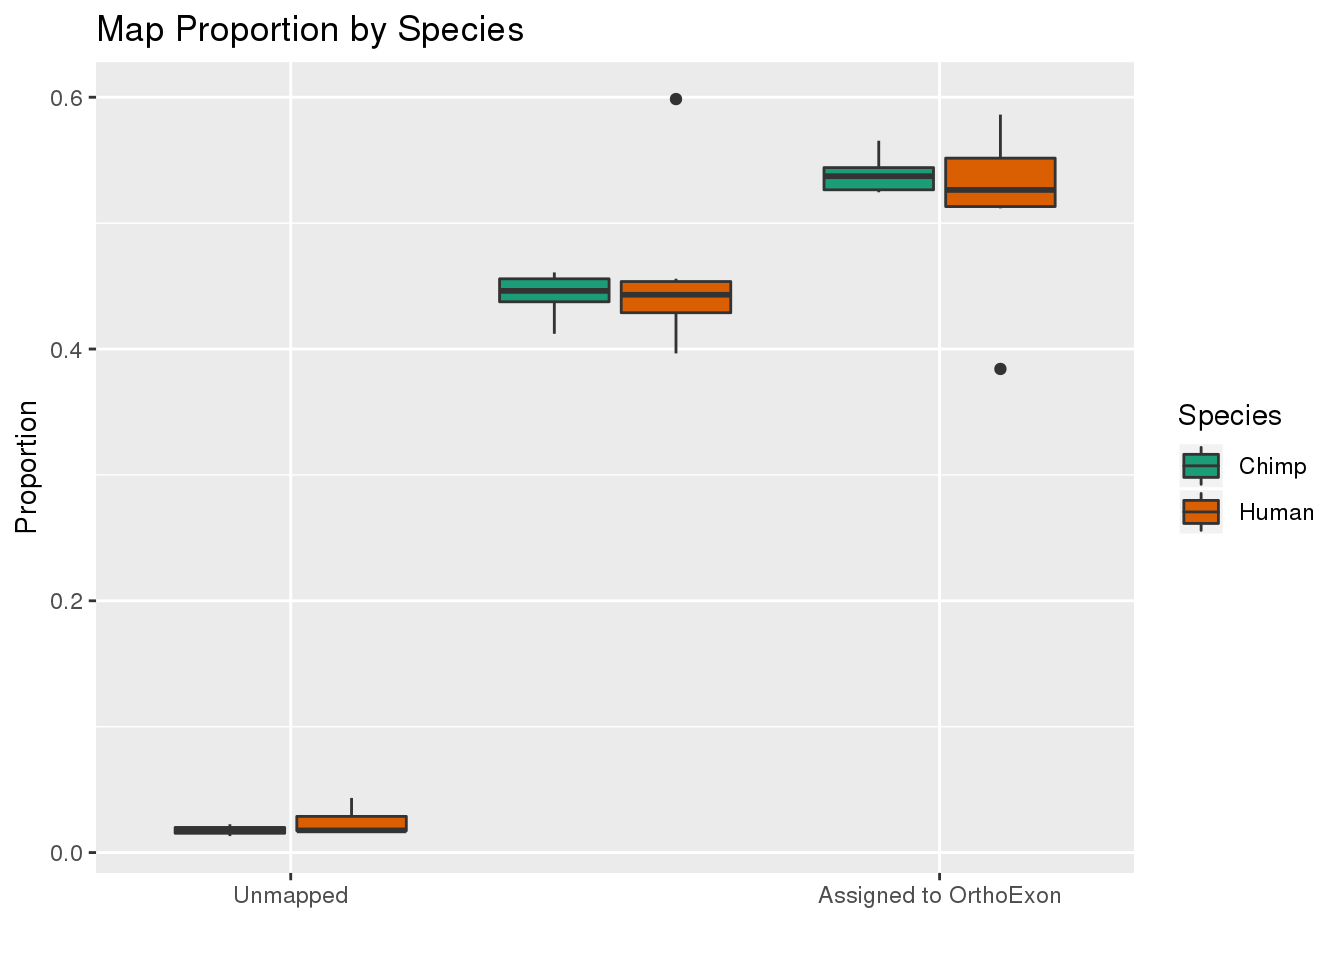 Map Proportion by Species
0.6
0.4
0.2
0.0
Proportion
Unmapped
Assigned to OrthoExon
Species
Chimp
Human